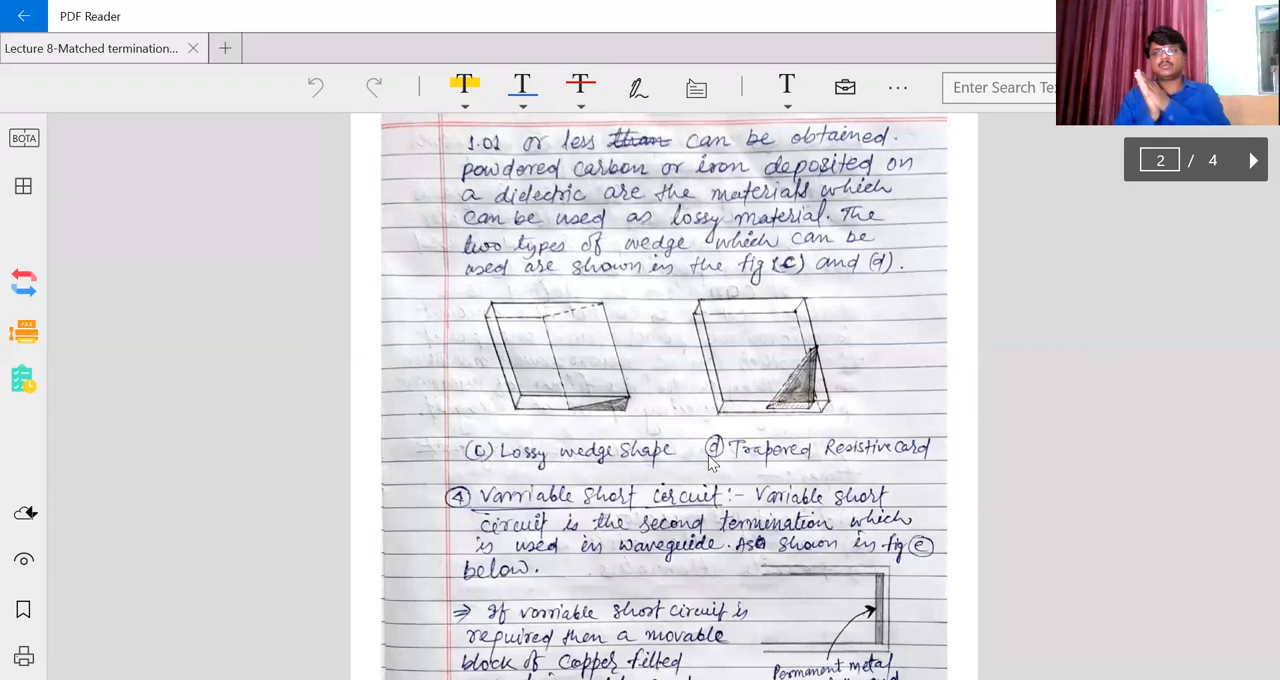 PDF Reader
Lecture 8-Matched termination...
Enter Search Te
BOTA
2 / 4
1.01 or less than can be obtained.
powdered carbon or iron deposited on
a dielectric are the materials which
can be used as lossy material. The
two types of wedge which can be
used are shown in the fig (c) and (d).
(c) Lossy wedge shape (d) Trapered Resistive card
(4) Varriable short circuit :- Variable short
circuit is the second termination which
is used in waveguide. As shown in fig (e)
below.
⇒ If varriable short circuit is
required then a movable
block of copper filted
Permanent metal